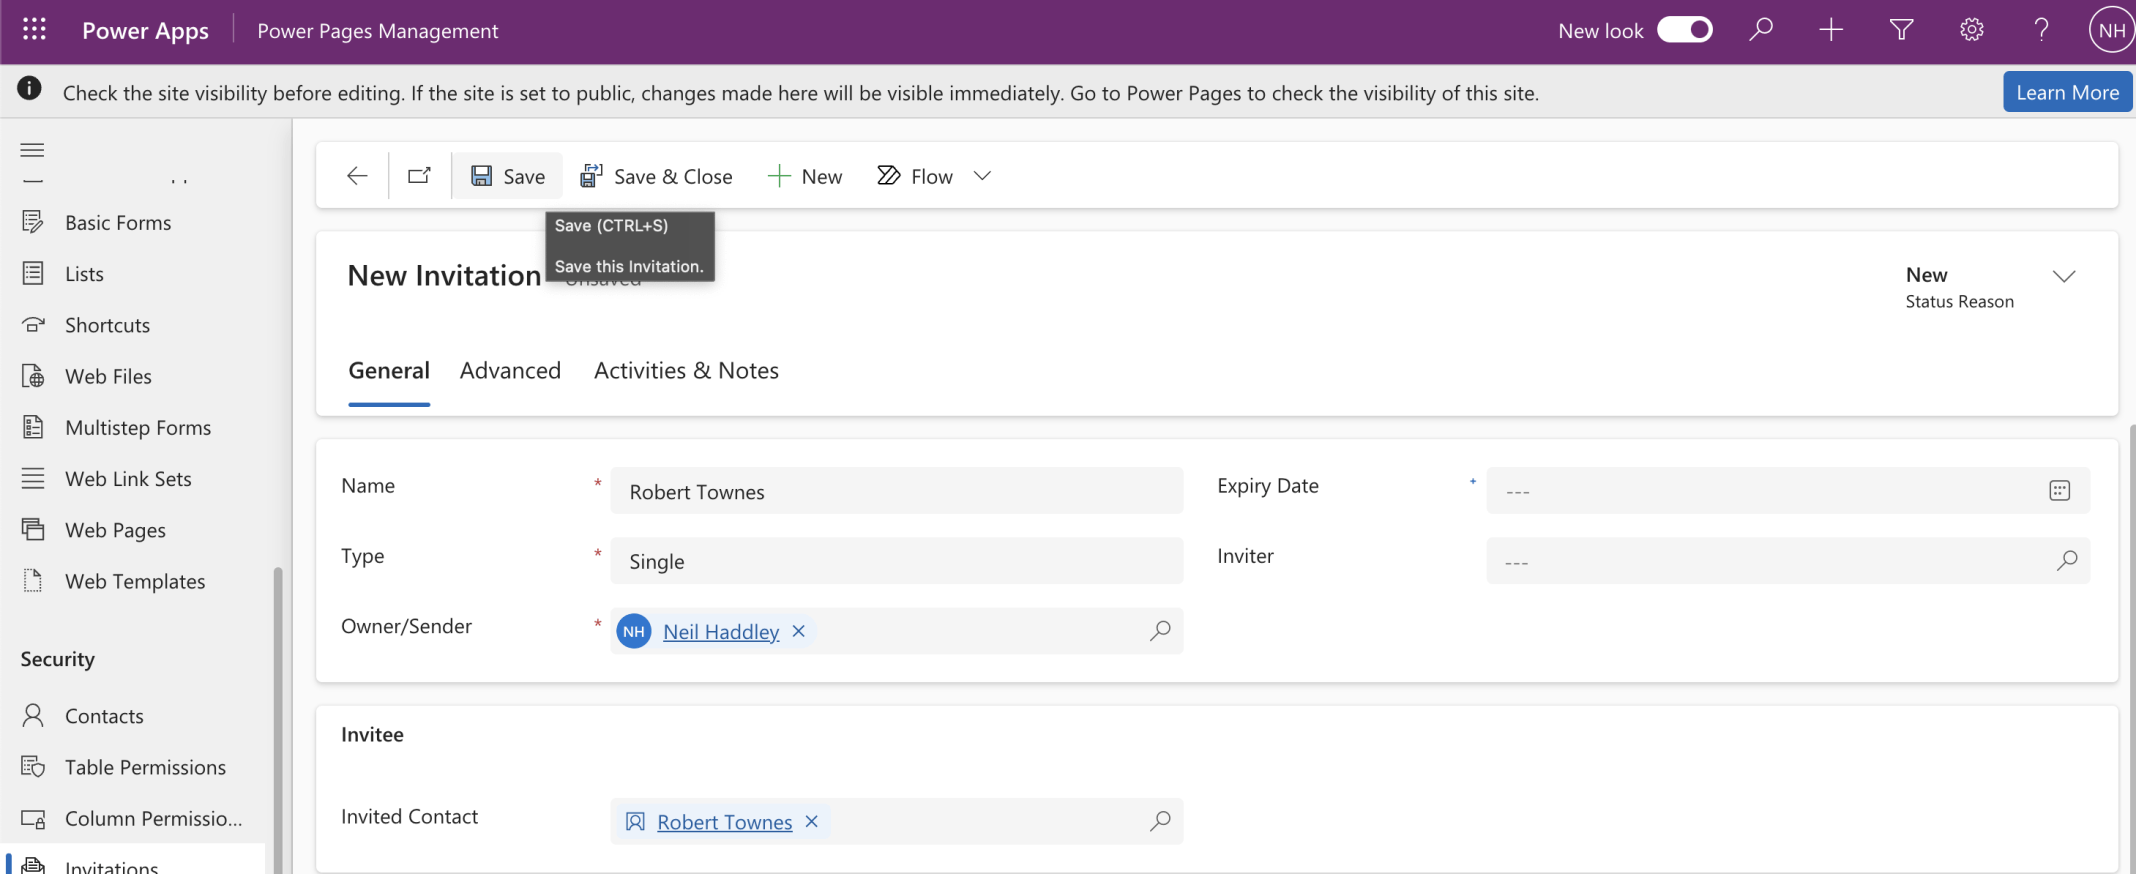 Power Apps
Power Pages Management
New look
NH
Check the site visibility before editing. If the site is set to public, changes made here will be visible immediately. Go to Power Pages to check the visibility of this site.
Learn More
Basic Forms
Lists
Shortcuts
Web Files
Multistep Forms
Web Link Sets
Web Pages
Web Templates
Security
Contacts
Table Permissions
Column Permissio...
Invitations
Save
Save & Close
New
Flow
Save (CTRL+S)
Save this Invitation.
New Invitation
New
Status Reason
General
Advanced
Activities & Notes
Name * Robert Townes
Expiry Date + ---
Type * Single
Inviter ---
Owner/Sender * NH Neil Haddley
Invitee
Invited Contact Robert Townes